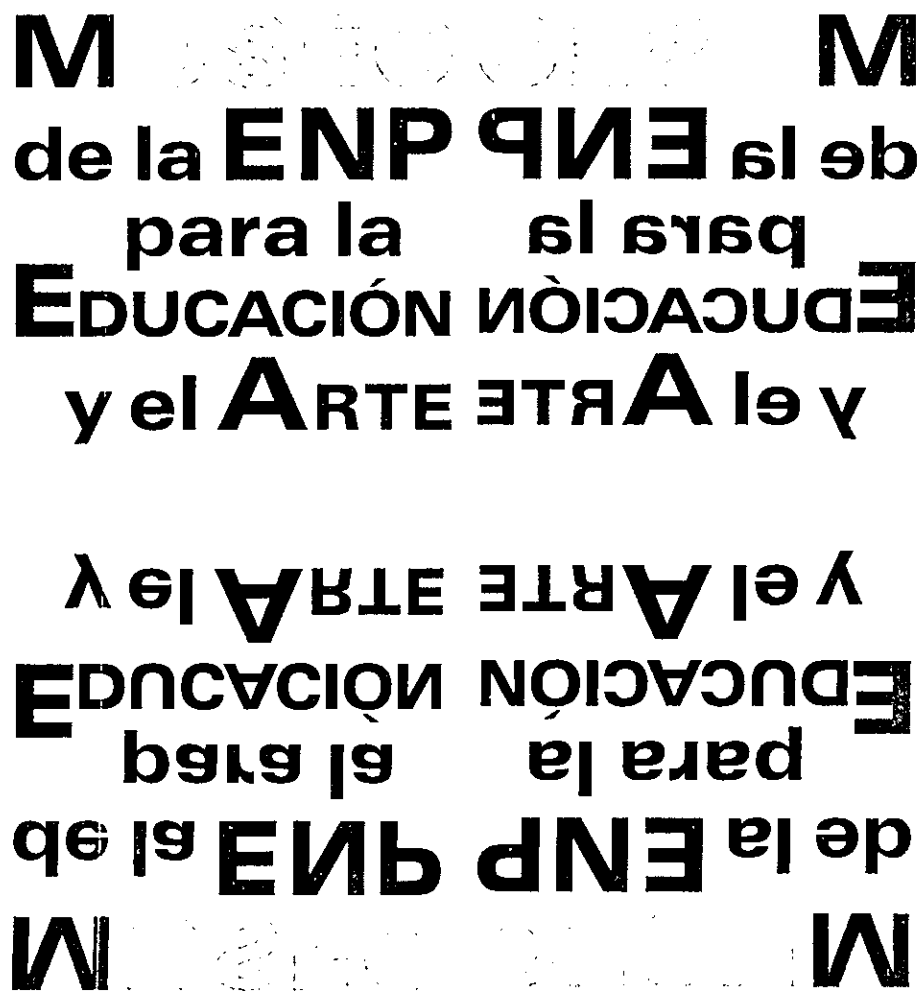 M M
de la ENP ENP de la
para la para la
EDUCACIÓN EDUCACIÓN
y el ARTE y el ARTE
y el ARTE y el ARTE
EDUCACIÓN EDUCACIÓN
para la para la
de la ENP ENP de la
M M